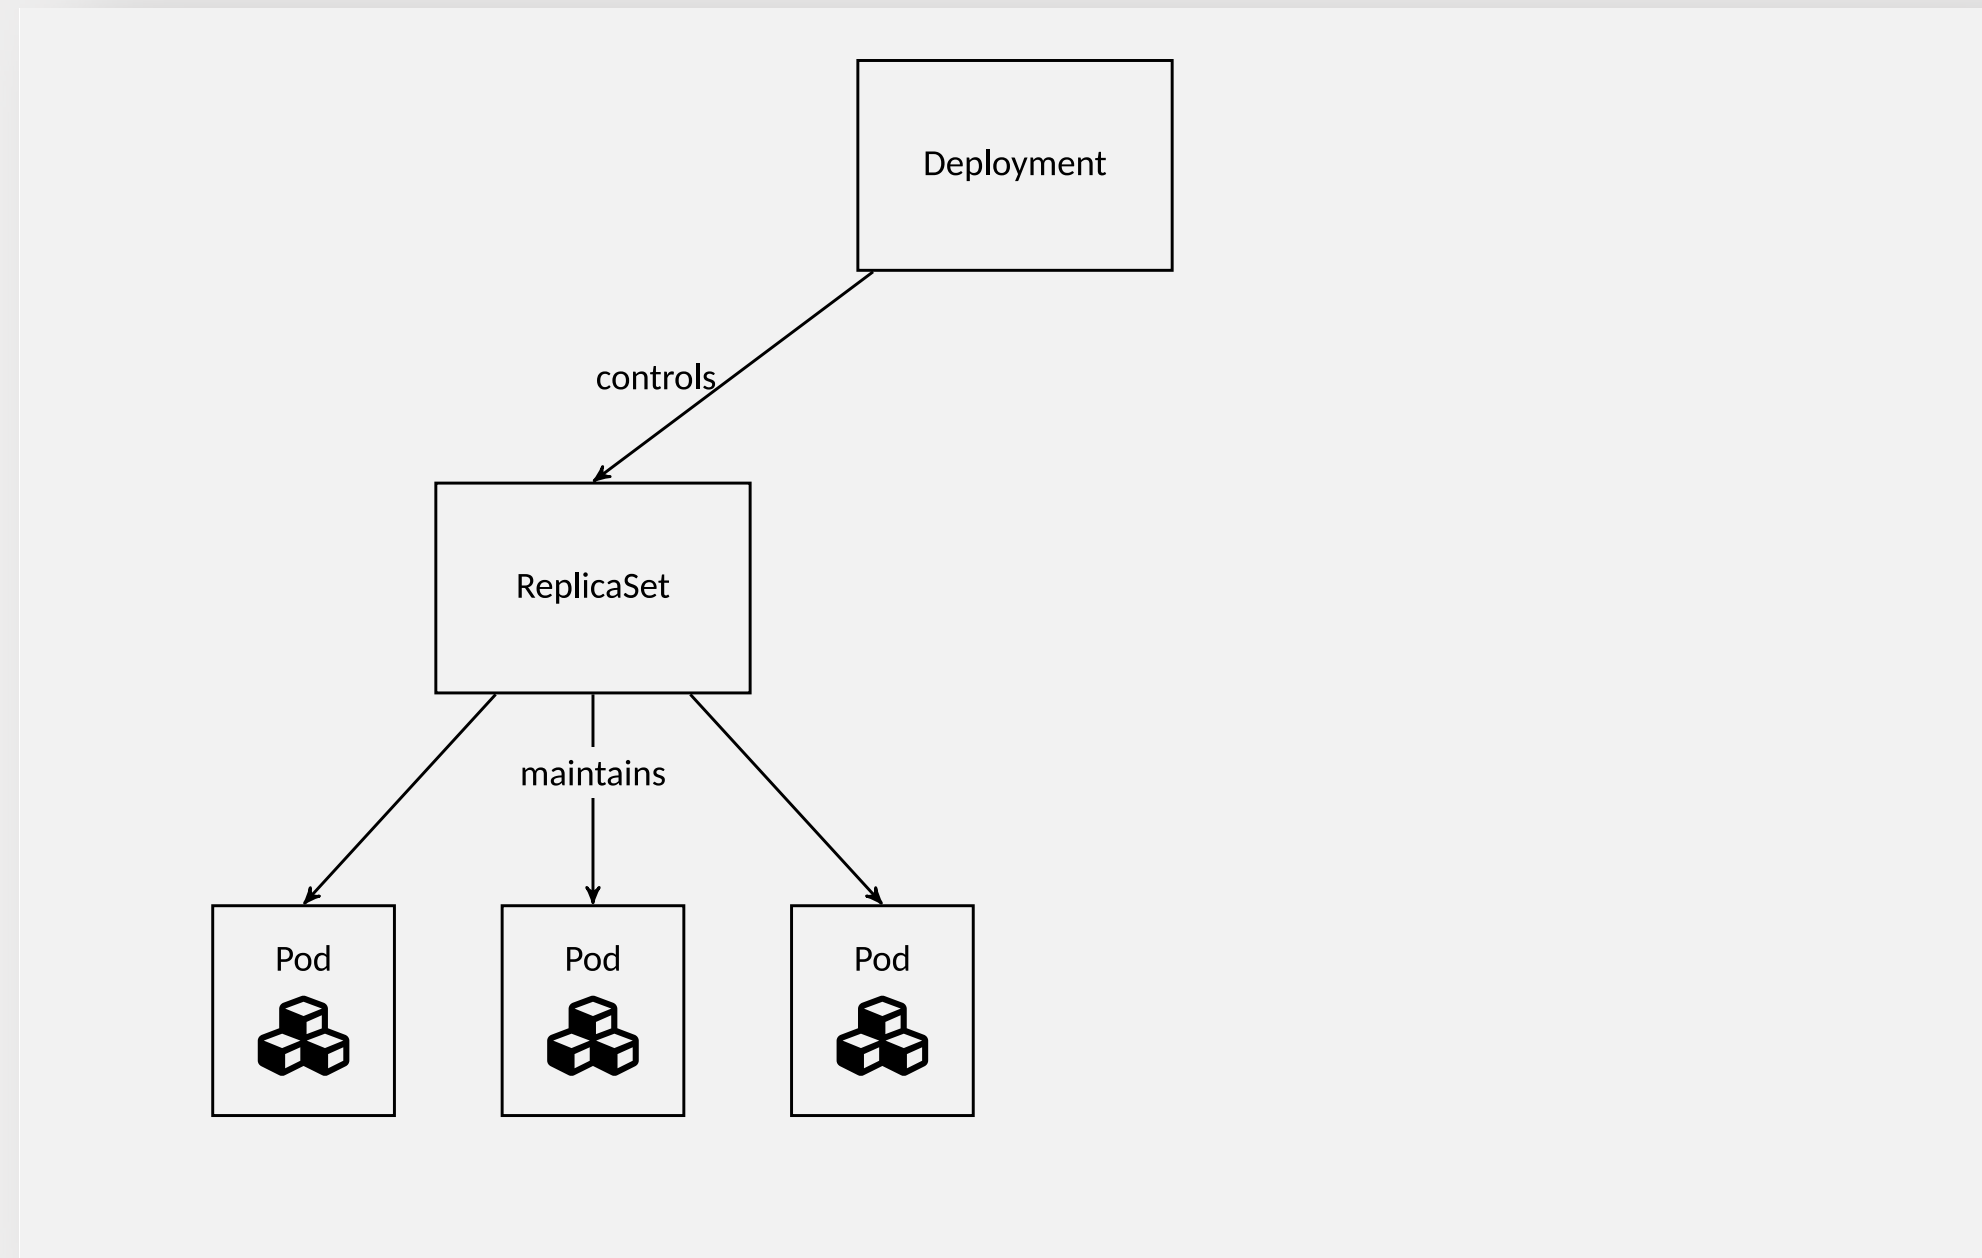 Deployment
controls
ReplicaSet
maintains
Pod
Pod
Pod